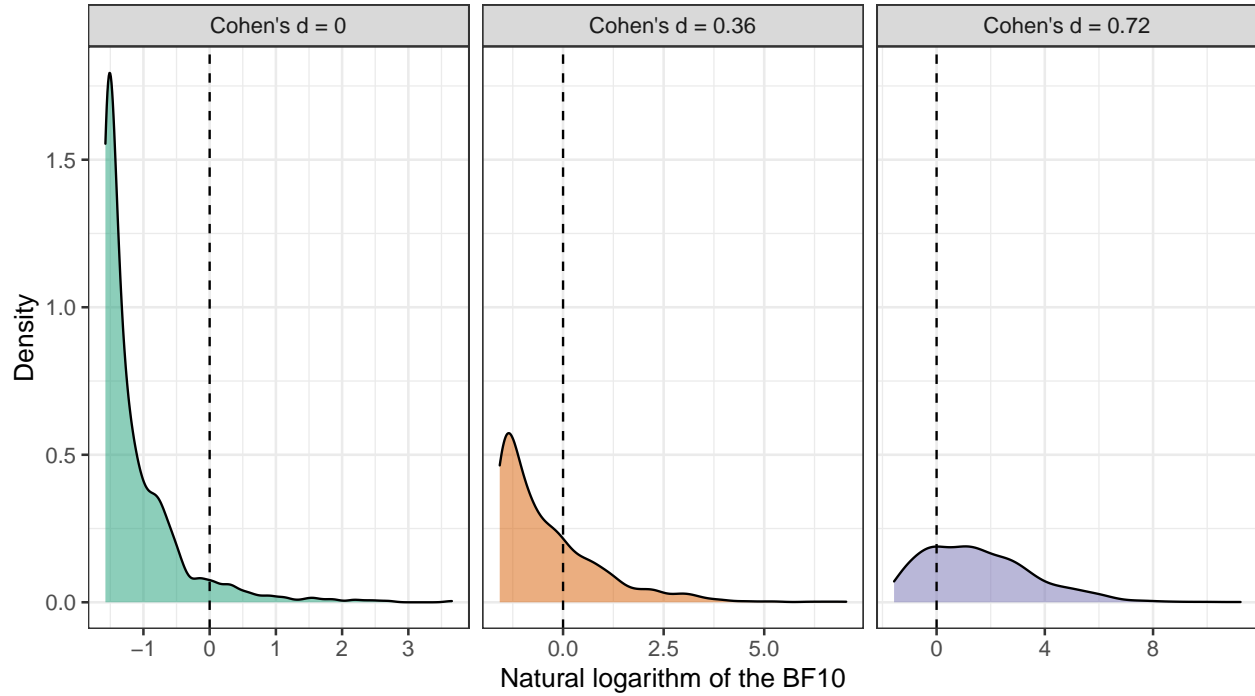 Cohen's d = 0
Cohen's d = 0.36
Cohen's d = 0.72
Density
1.5
1.0
0.5
0.0
−1 0 1 2 3
0.0 2.5 5.0
0 4 8
Natural logarithm of the BF10